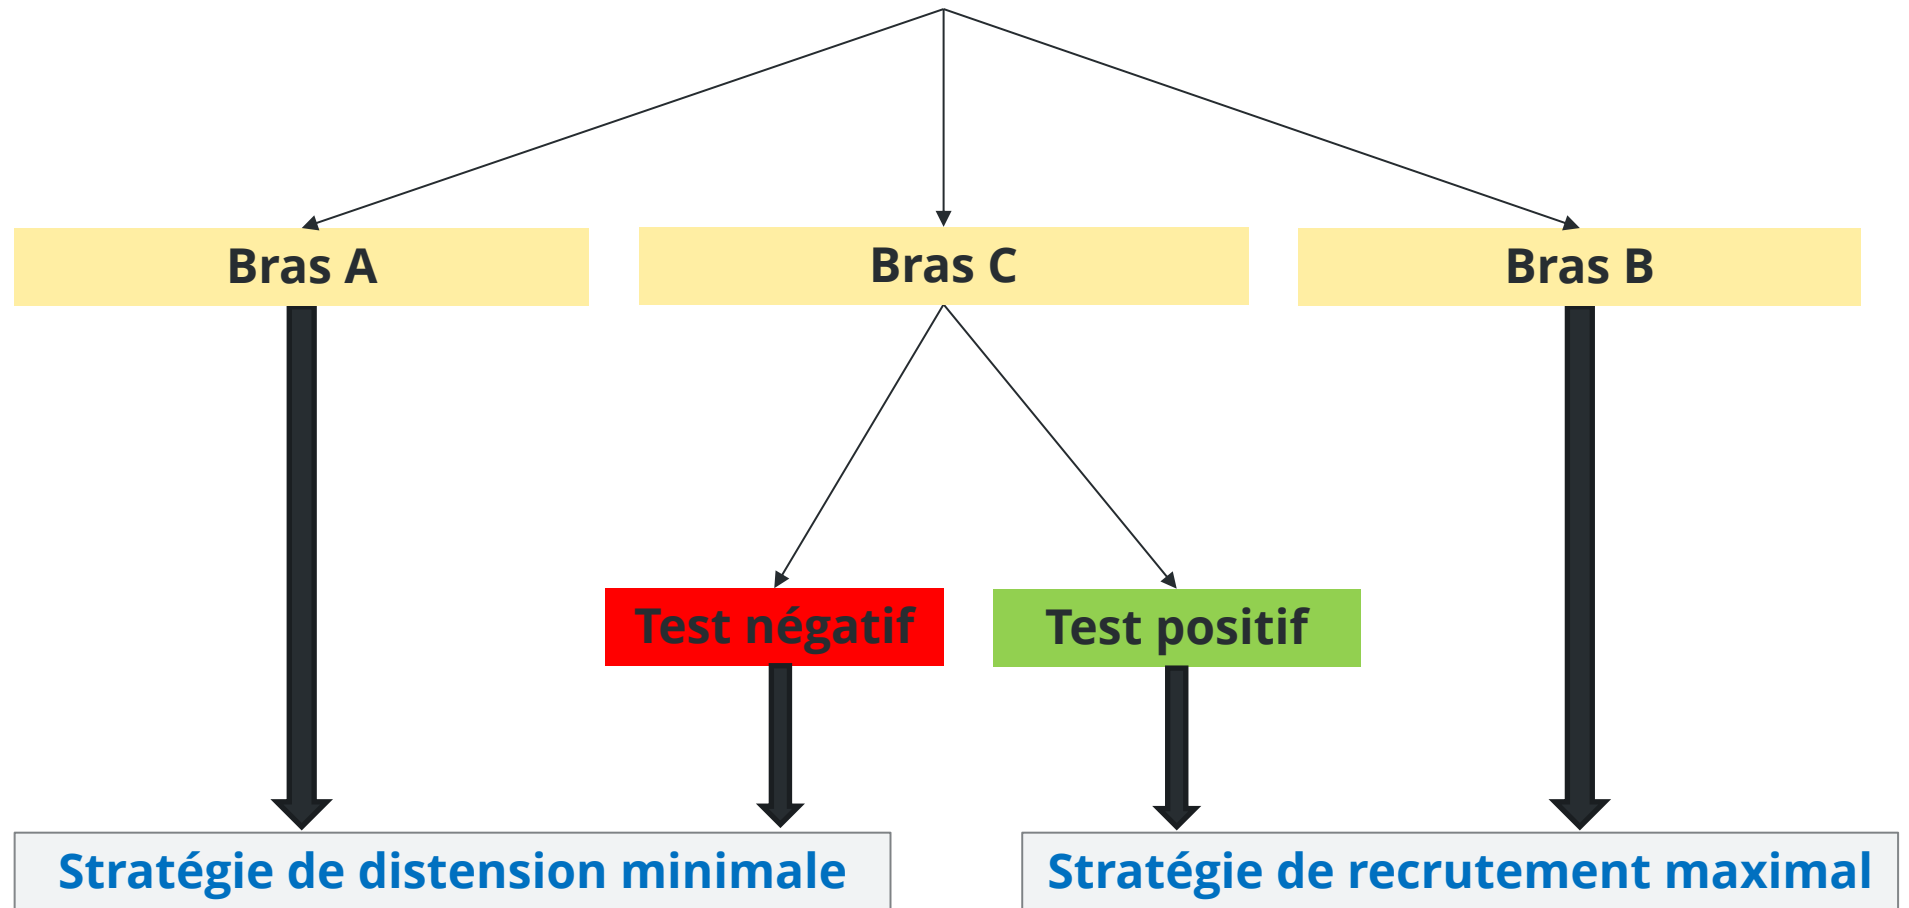 Bras A
Bras C
Bras B
Test négatif
Test positif
Stratégie de distension minimale
Stratégie de recrutement maximal